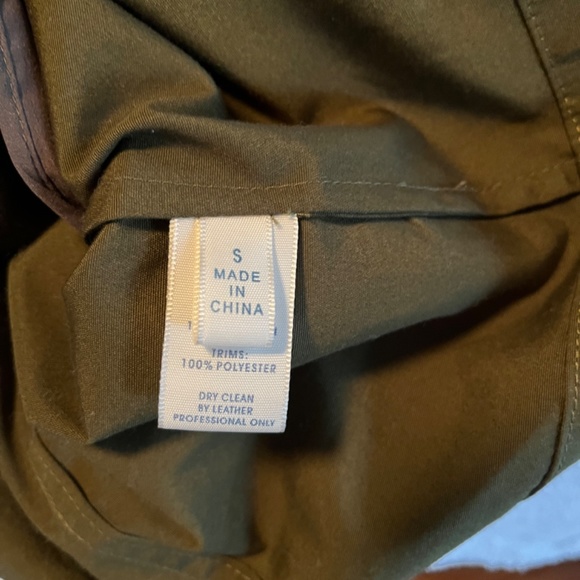 S
MADE
IN
CHINA
TRIMS:
100% POLYESTER
DRY CLEAN
BY LEATHER
PROFESSIONAL ONLY